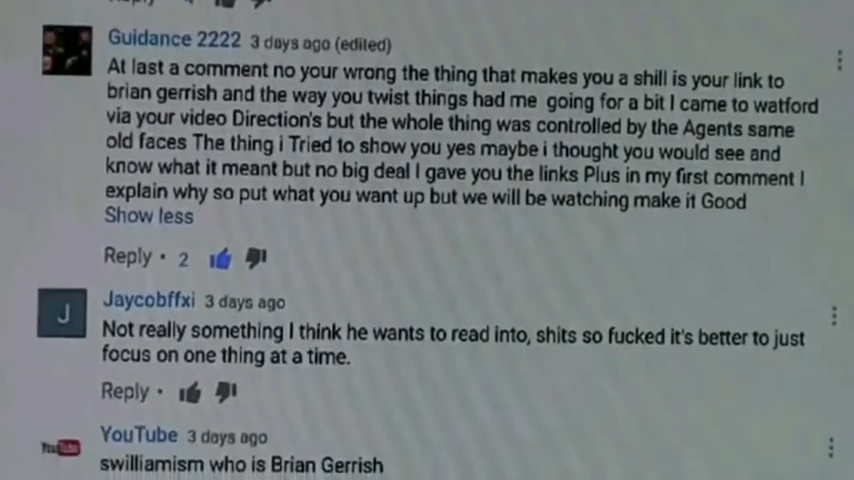 Reply
Guidance 2222 3 days ago (edited)
At last a comment no your wrong the thing that makes you a shill is your link to
brian gerrish and the way you twist things had me going for a bit I came to watford
via your video Direction's but the whole thing was controlled by the Agents same
old faces The thing i Tried to show you yes maybe i thought you would see and
know what it meant but no big deal I gave you the links Plus in my first comment I
explain why so put what you want up but we will be watching make it Good
Show less
Reply • 2
J
Jaycobffxi 3 days ago
Not really something I think he wants to read into, shits so fucked it's better to just
focus on one thing at a time.
Reply •
YouTube
YouTube 3 days ago
swilliamism who is Brian Gerrish